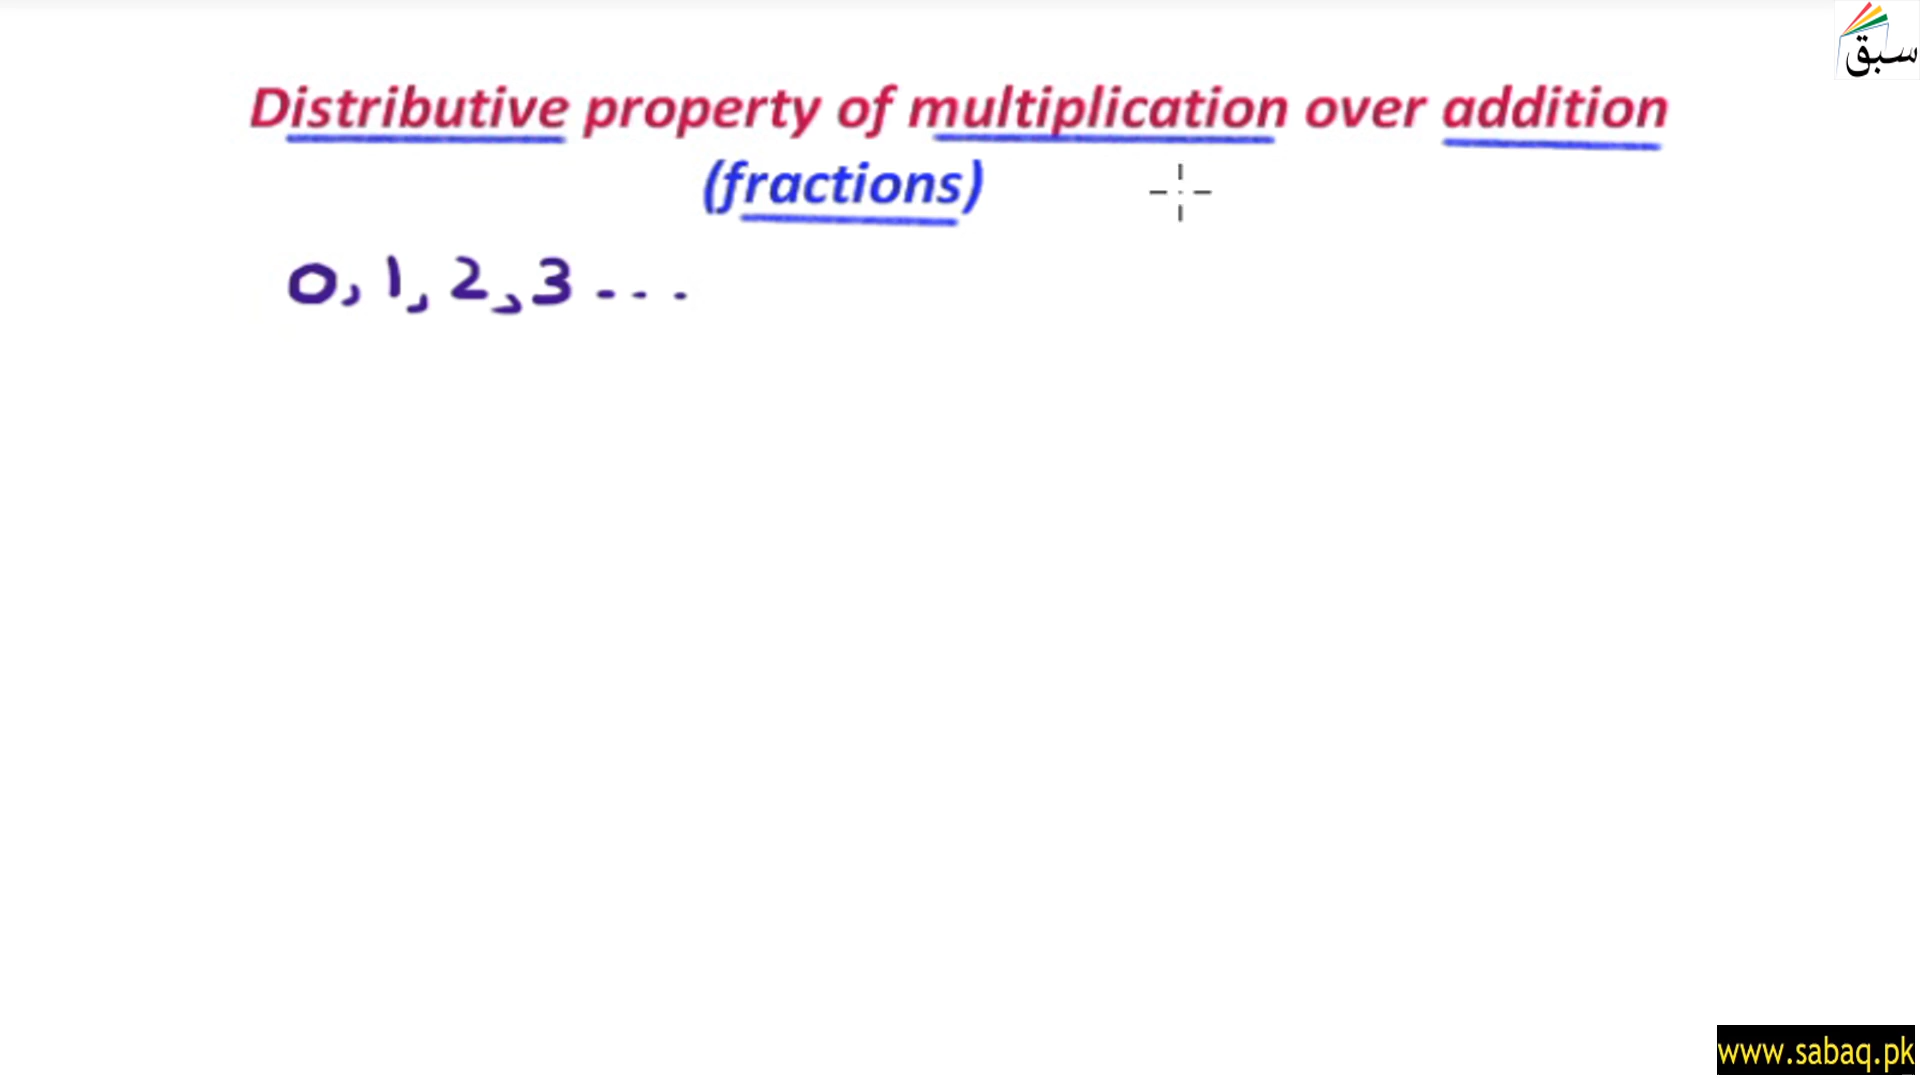 سبق
Distributive property of multiplication over addition
(fractions)
0, 1, 2, 3 ...
www.sabaq.pk